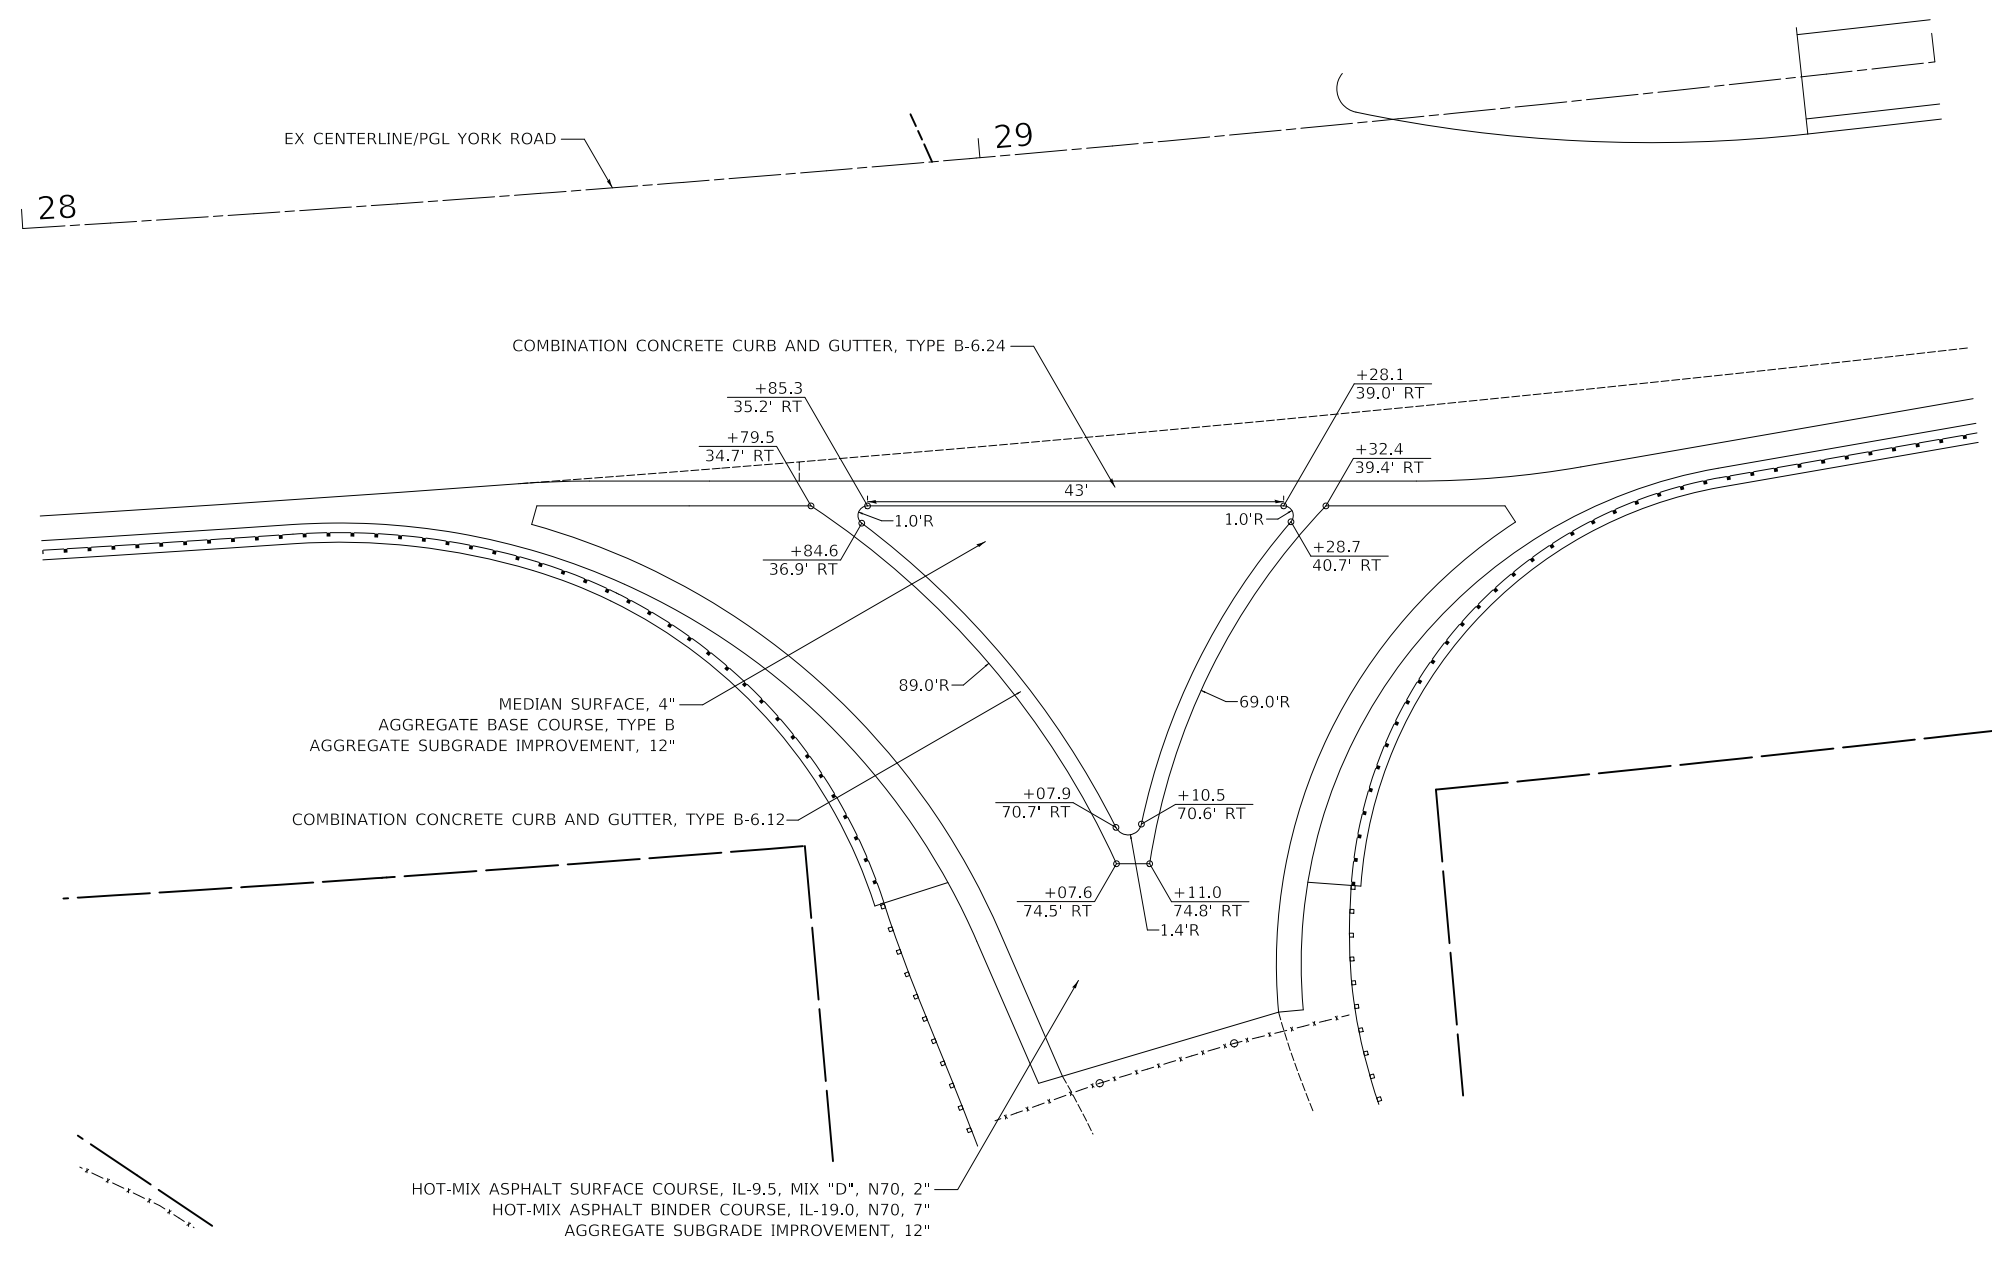 29
EX CENTERLINE/PGL YORK ROAD
28
COMBINATION CONCRETE CURB AND GUTTER, TYPE B-6.24
+85.3
35.2' RT
+28.1
39.0' RT
+79.5
34.7' RT
+32.4
39.4' RT
43'
1.0'R
1.0'R
+84.6
36.9' RT
+28.7
40.7' RT
89.0'R
69.0'R
MEDIAN SURFACE, 4"
AGGREGATE BASE COURSE, TYPE B
AGGREGATE SUBGRADE IMPROVEMENT, 12"
+07.9
70.7' RT
+10.5
70.6' RT
COMBINATION CONCRETE CURB AND GUTTER, TYPE B-6.12
+07.6
74.5' RT
+11.0
74.8' RT
1.4'R
HOT-MIX ASPHALT SURFACE COURSE, IL-9.5, MIX "D", N70, 2"
HOT-MIX ASPHALT BINDER COURSE, IL-19.0, N70, 7"
AGGREGATE SUBGRADE IMPROVEMENT, 12"